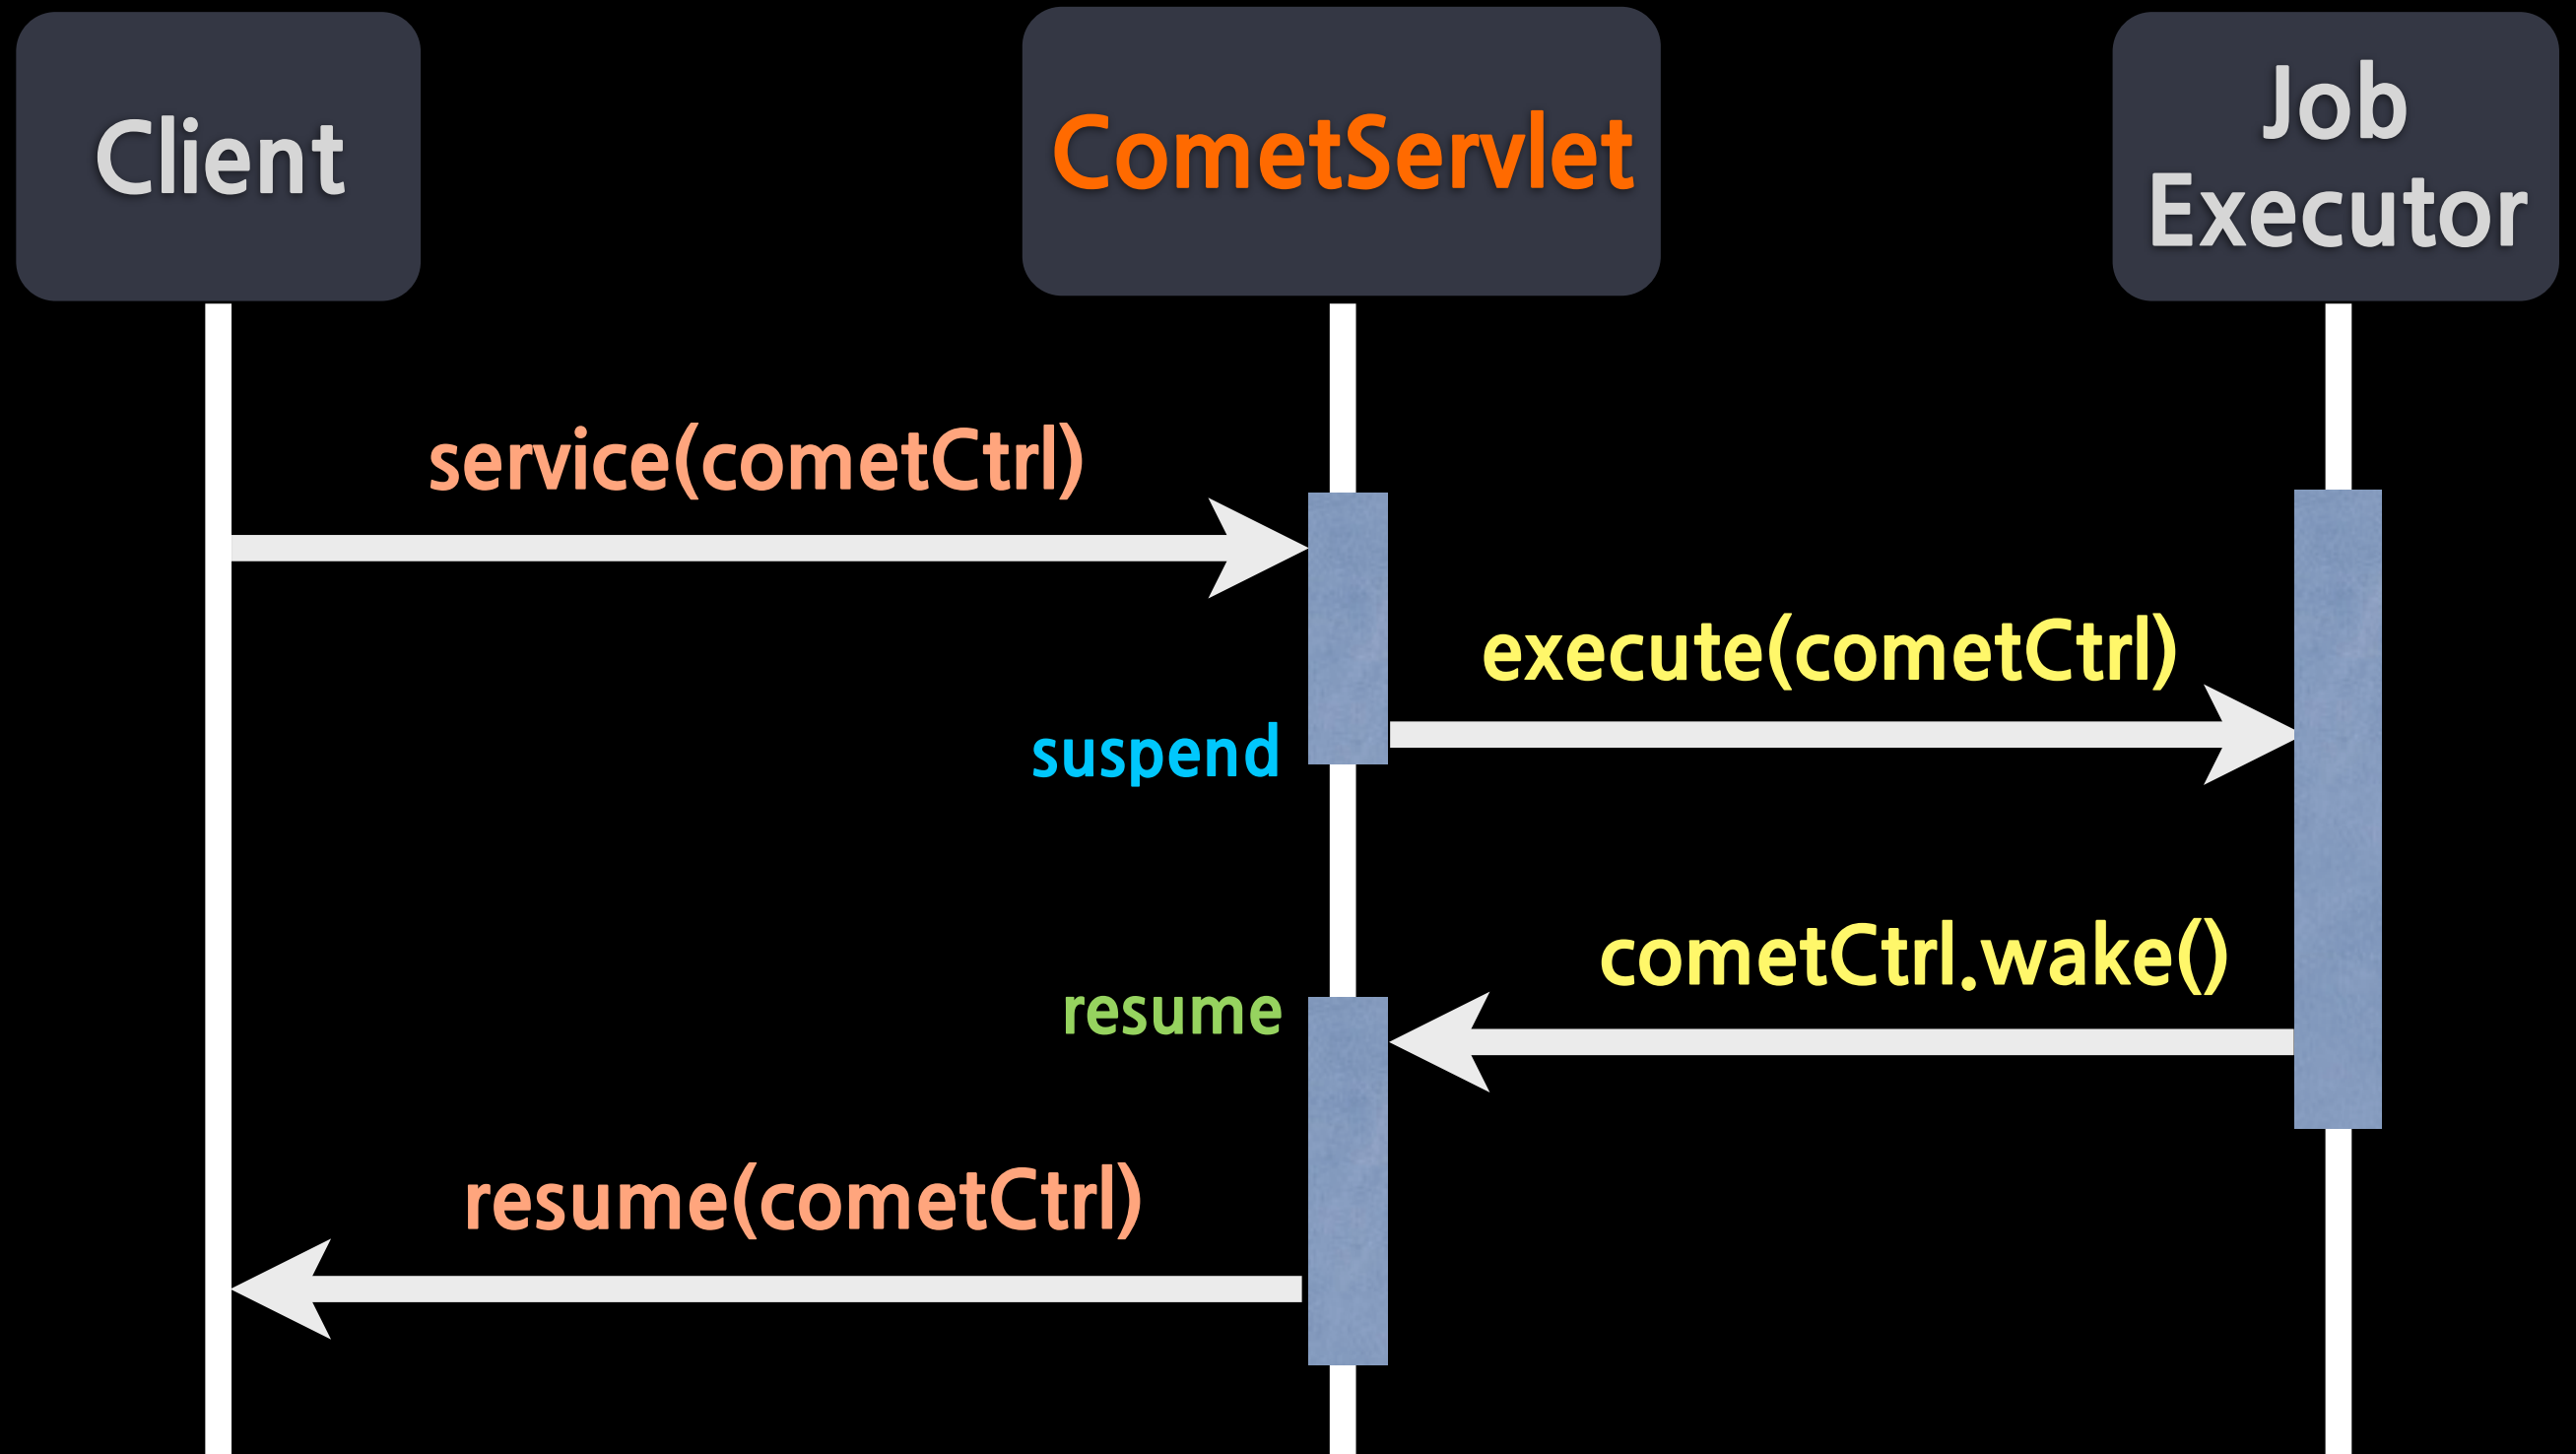 Client
CometServlet
Job
Executor
service(cometCtrl)
execute(cometCtrl)
suspend
cometCtrl.wake()
resume
resume(cometCtrl)